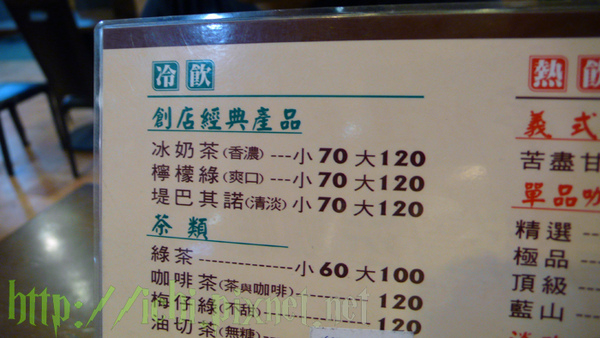 冷飲
創店經典產品
冰奶茶(香濃)---小70 大120
檸檬綠(爽口)---小70 大120
堤巴其諾(清淡)小70 大120
茶類
綠茶--------------小60 大100
咖啡茶(茶與咖啡)----------120
梅仔綠(不甜)--------------120
油切茶(無糖)--------------120
熱飲
義式
苦盡甘
單品咖
精選
極品
頂級
藍山